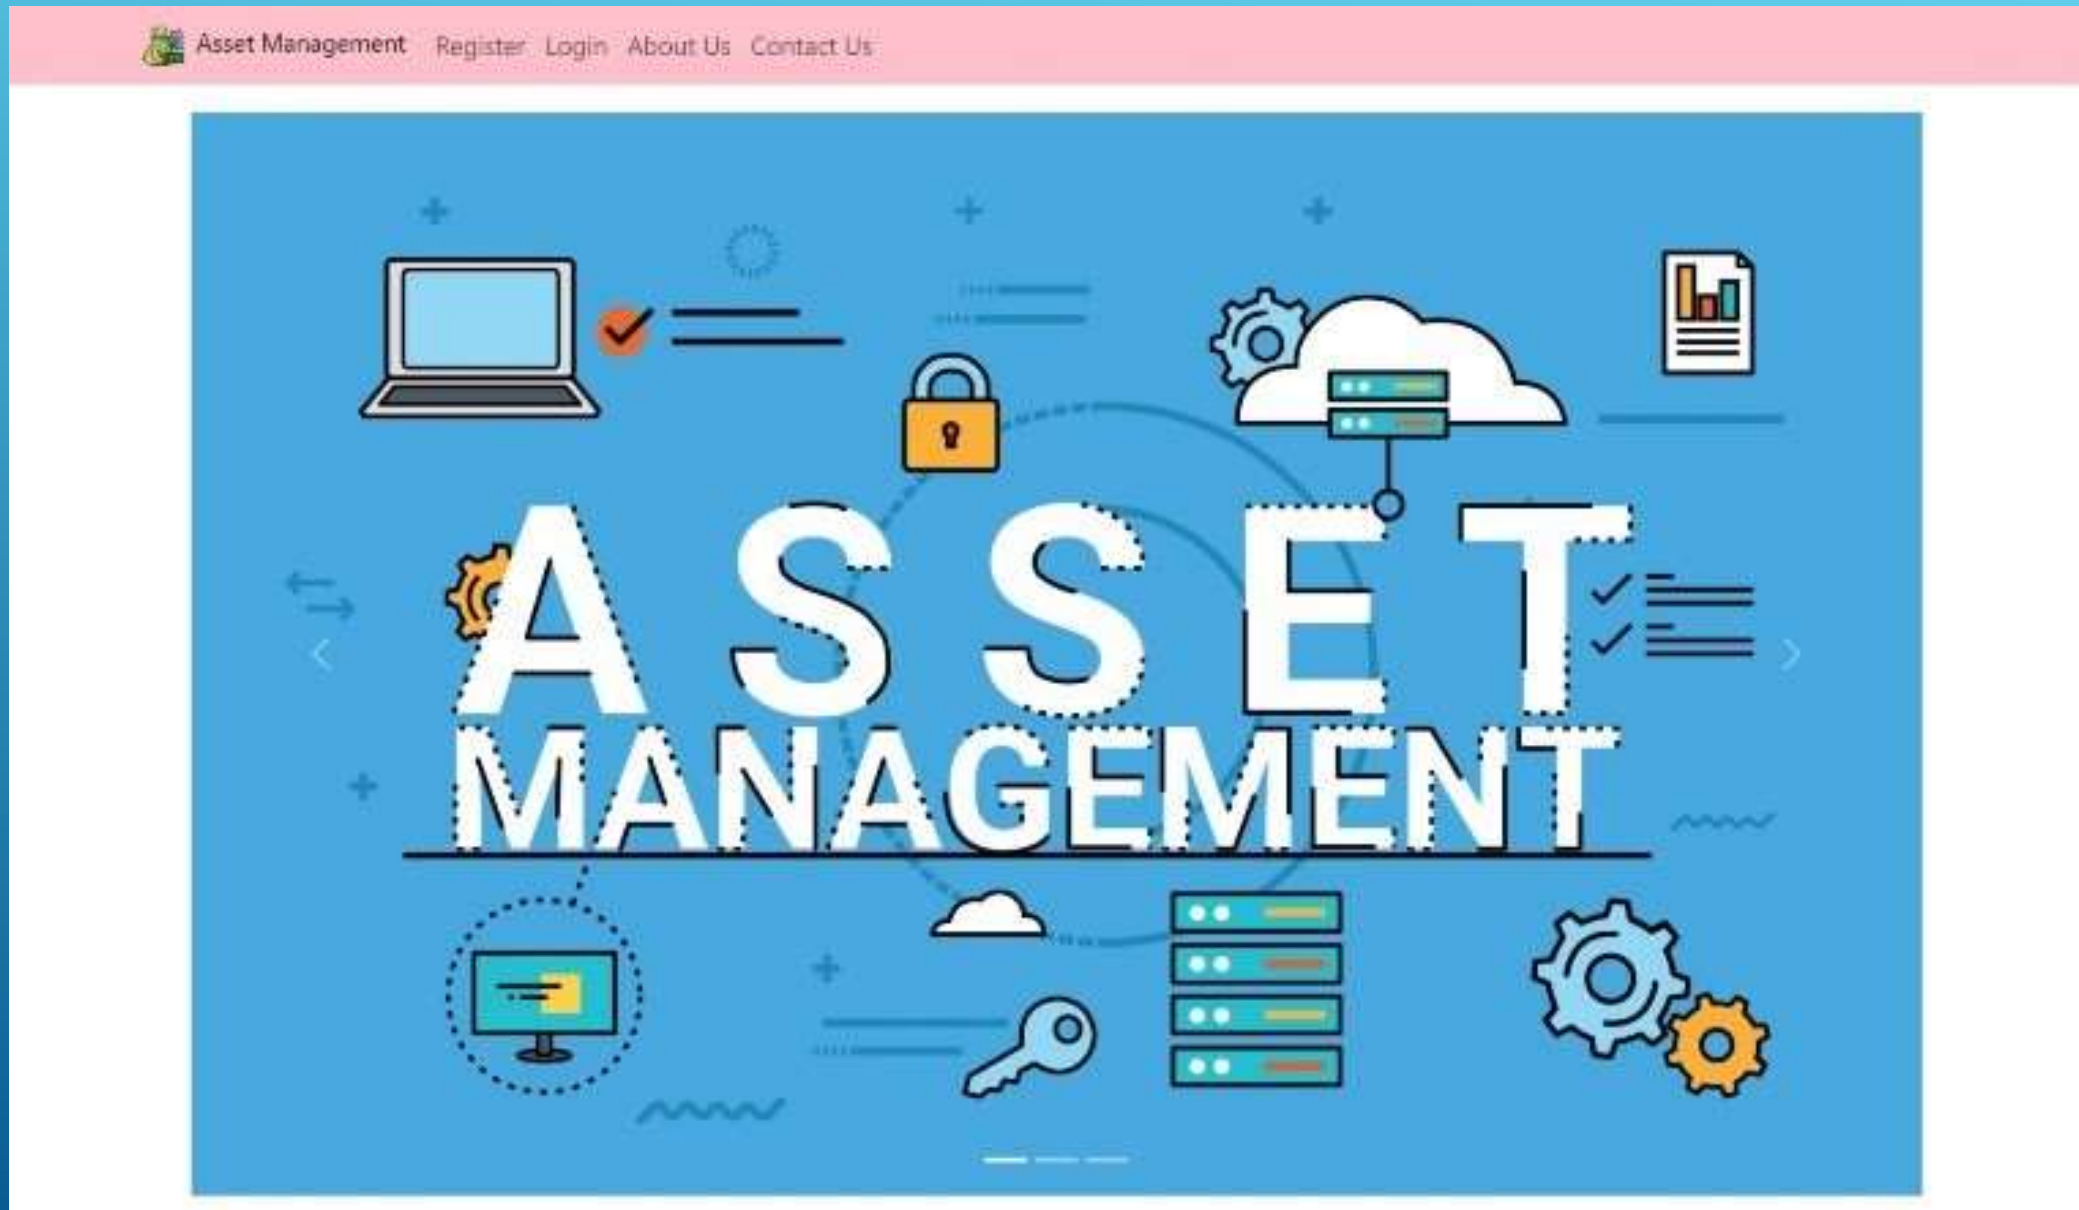 Asset Management Register Login About Us Contact Us
ASSET
MANAGEMENT